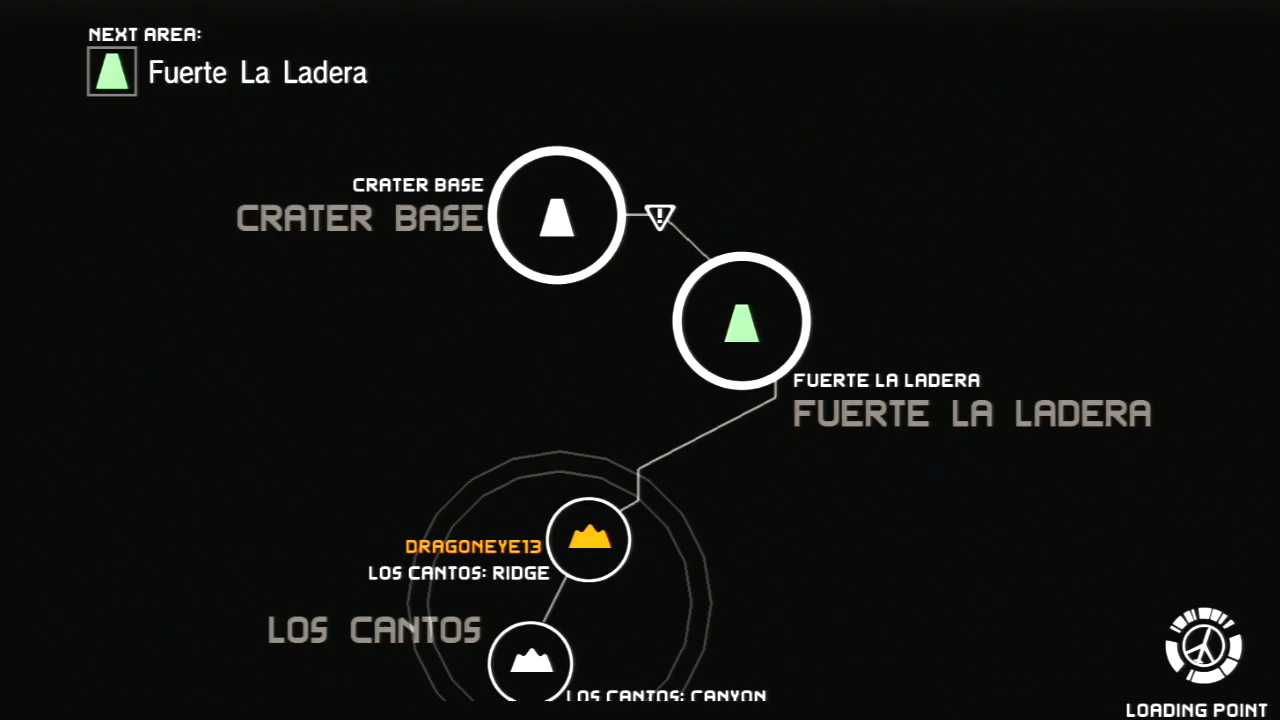 NEXT AREA:
Fuerte La Ladera
CRATER BASE
CRATER BASE
FUERTE LA LADERA
FUERTE LA LADERA
DRAGONEYE13
LOS CANTOS: RIDGE
LOS CANTOS
LOS CANTOS: CANYON
LOADING POINT